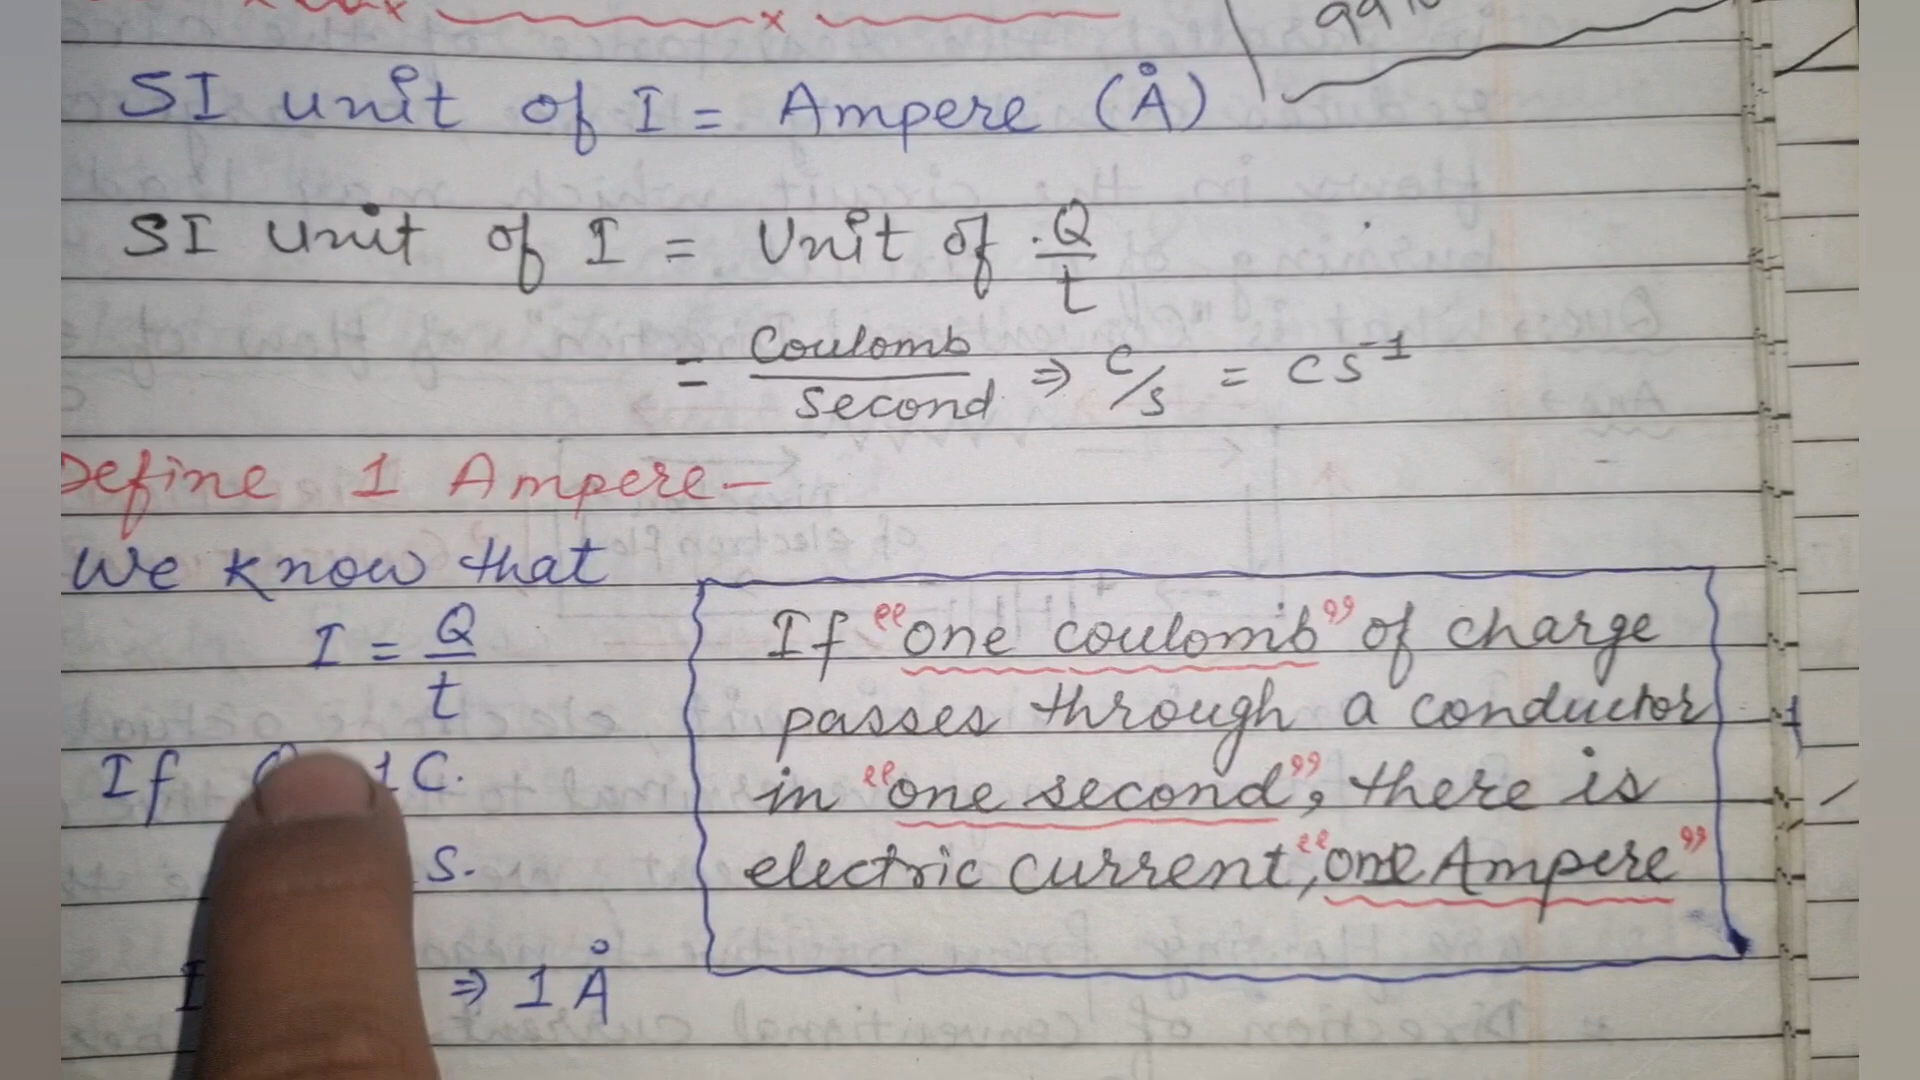 SI unit of I = Ampere (Å)
SI Unit of I = Unit of Q/t
= Coulomb/second ⇒ C/s = CS⁻¹
Define 1 Ampere-
We know that
I = Q/t
If 1C.
S.
I ⇒ 1 Å
If "one coulomb" of charge
passes through a conductor
in "one second", there is
electric current, "one Ampere"